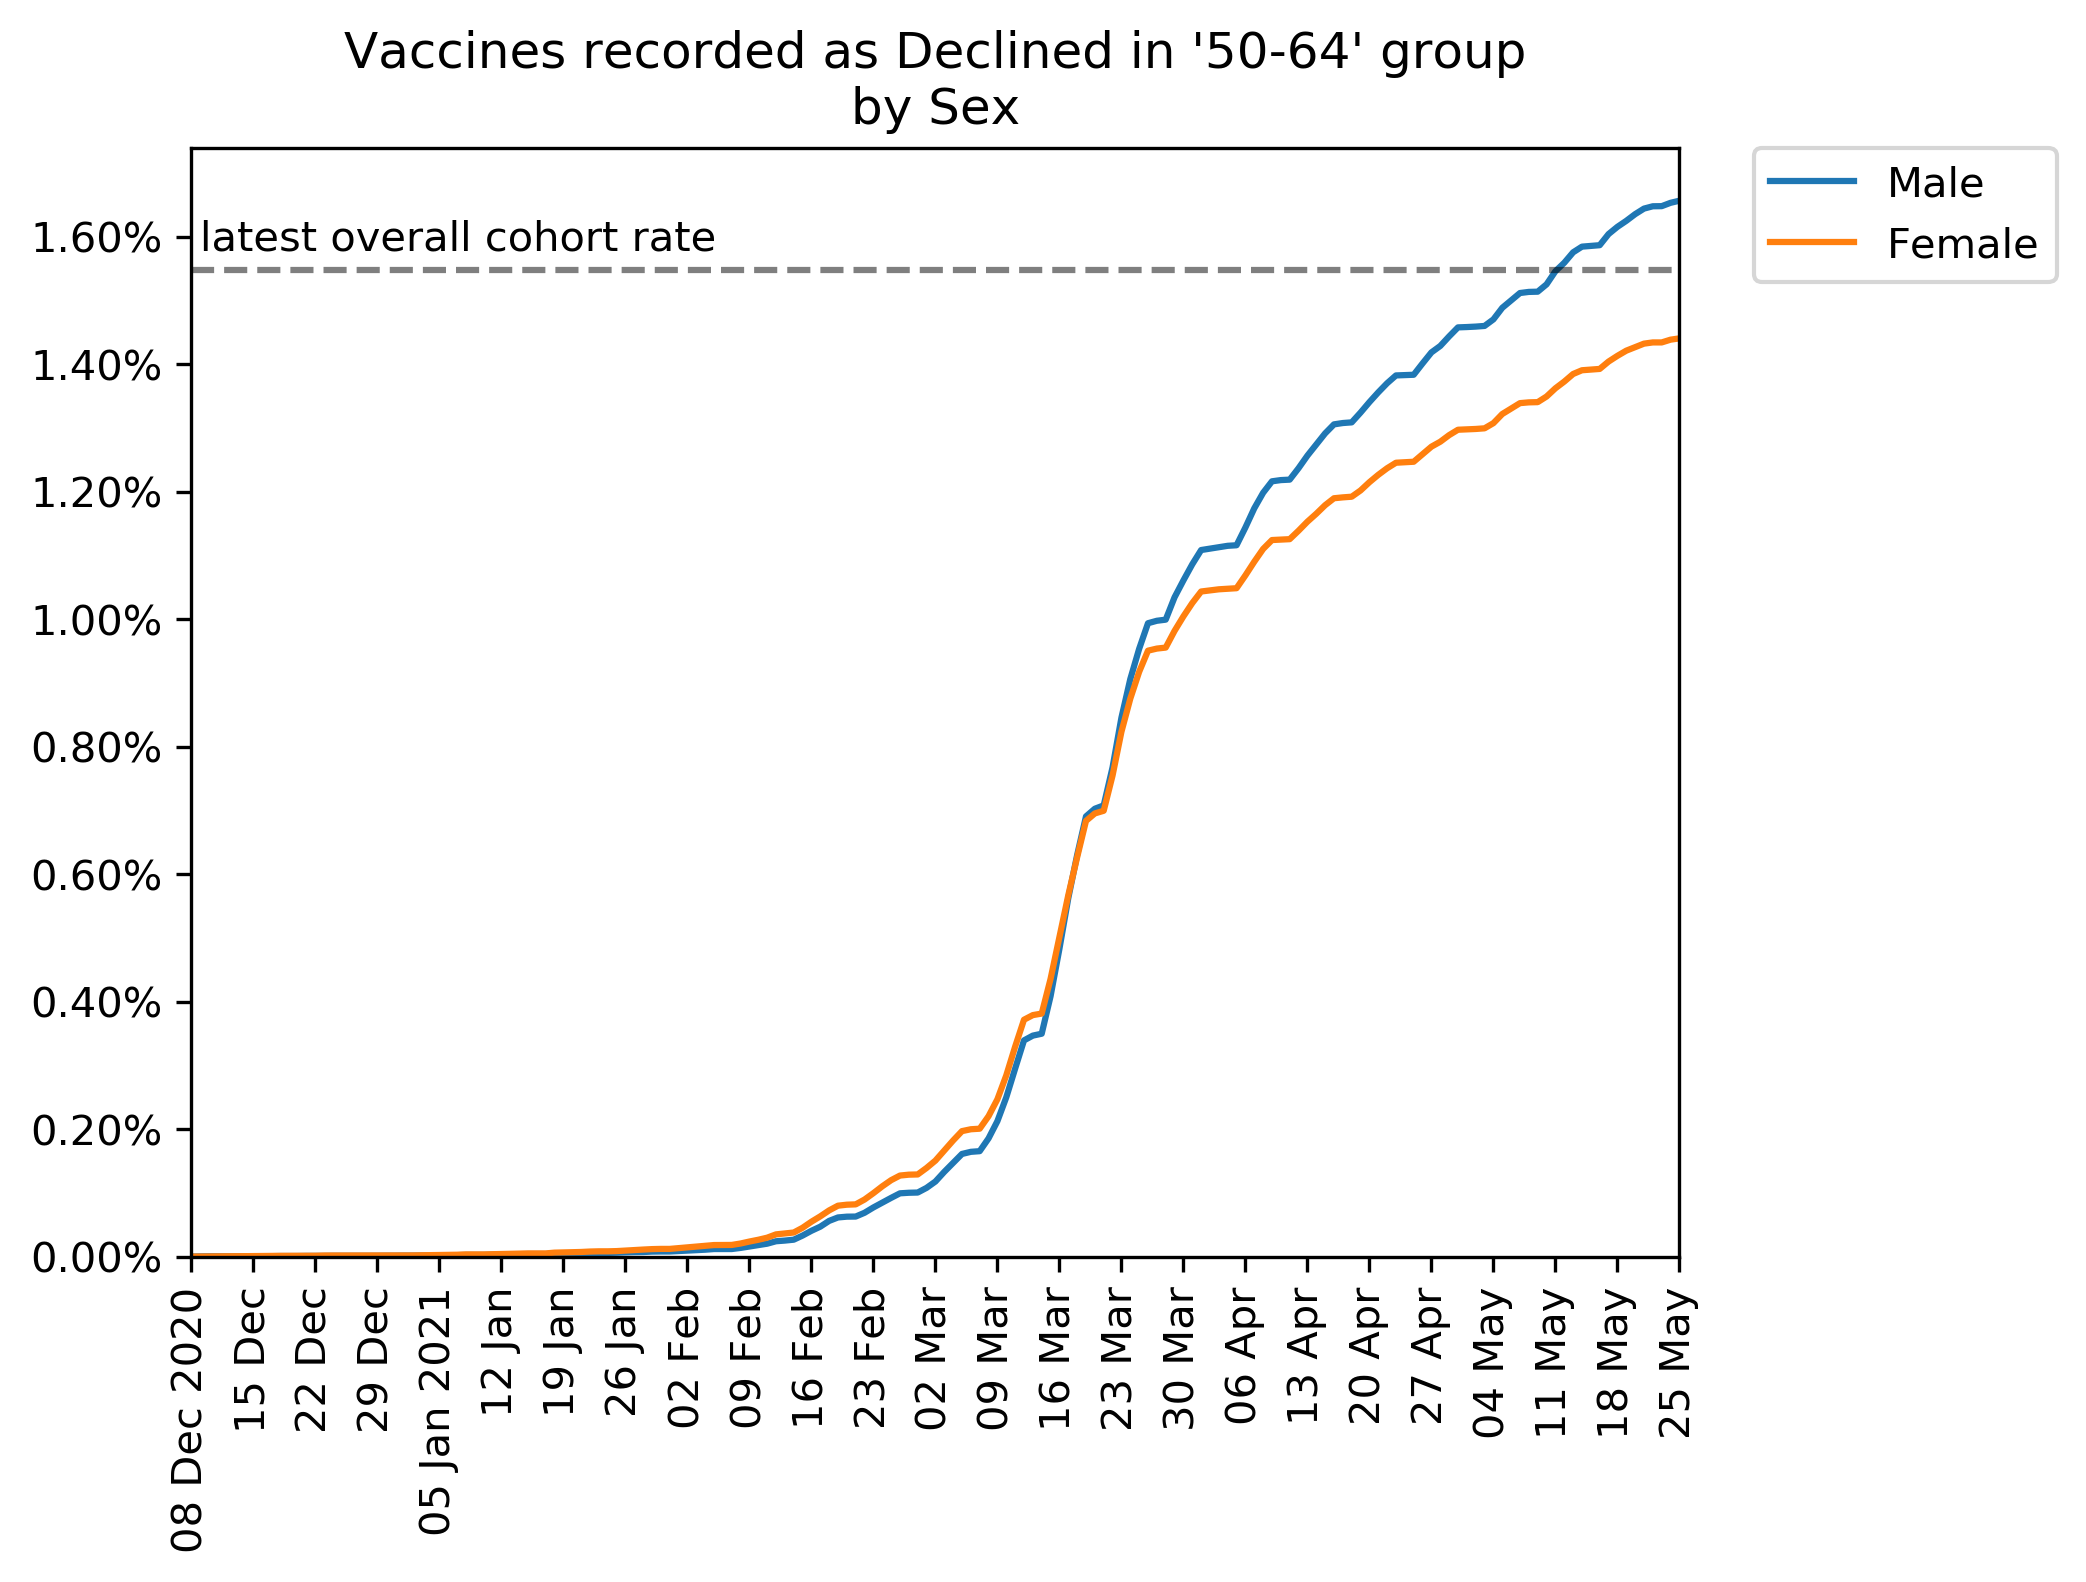 Vaccines recorded as Declined in '50-64' group
by Sex
Male
Female
latest overall cohort rate
1.60%
1.40%
1.20%
1.00%
0.80%
0.60%
0.40%
0.20%
0.00%
08 Dec 2020
15 Dec
22 Dec
29 Dec
05 Jan 2021
12 Jan
19 Jan
26 Jan
02 Feb
09 Feb
16 Feb
23 Feb
02 Mar
09 Mar
16 Mar
23 Mar
30 Mar
06 Apr
13 Apr
20 Apr
27 Apr
04 May
11 May
18 May
25 May